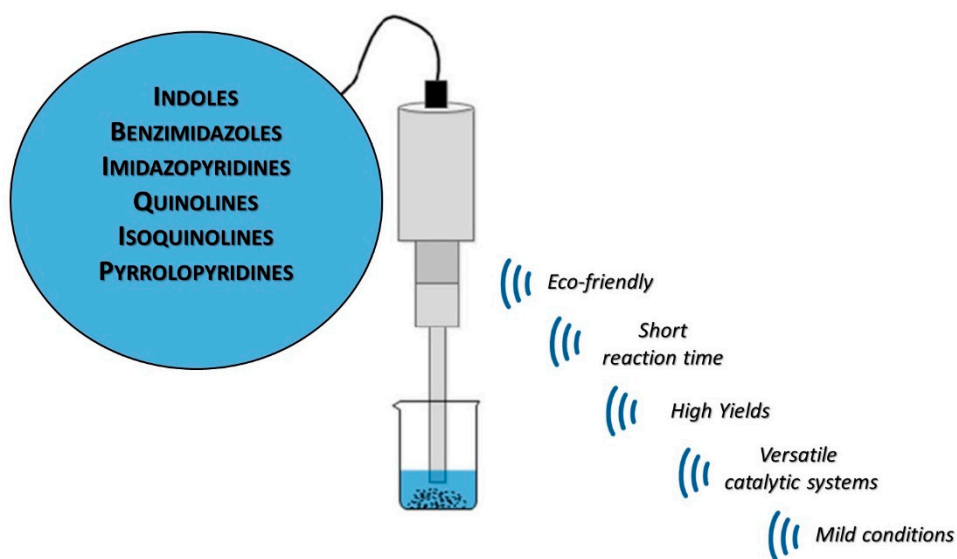 INDOLES
BENZIMIDAZOLES
IMIDAZOPYRIDINES
QUINOLINES
ISOQUINOLINES
PYRROLOPYRIDINES
Eco-friendly
Short
reaction time
High Yields
Versatile
catalytic systems
Mild conditions